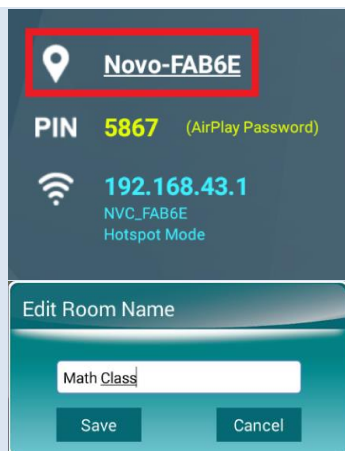 Novo-FAB6E
PIN 5867 (AirPlay Password)
192.168.43.1
NVC_FAB6E
Hotspot Mode
Edit Room Name
Math Class
Save Cancel